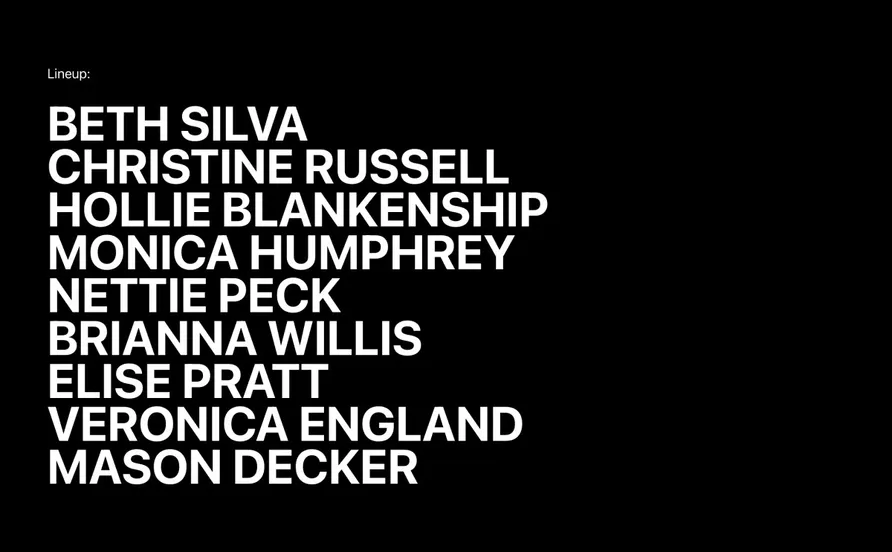 Lineup:
BETH SILVA
CHRISTINE RUSSELL
HOLLIE BLANKENSHIP
MONICA HUMPHREY
NETTIE PECK
BRIANNA WILLIS
ELISE PRATT
VERONICA ENGLAND
MASON DECKER